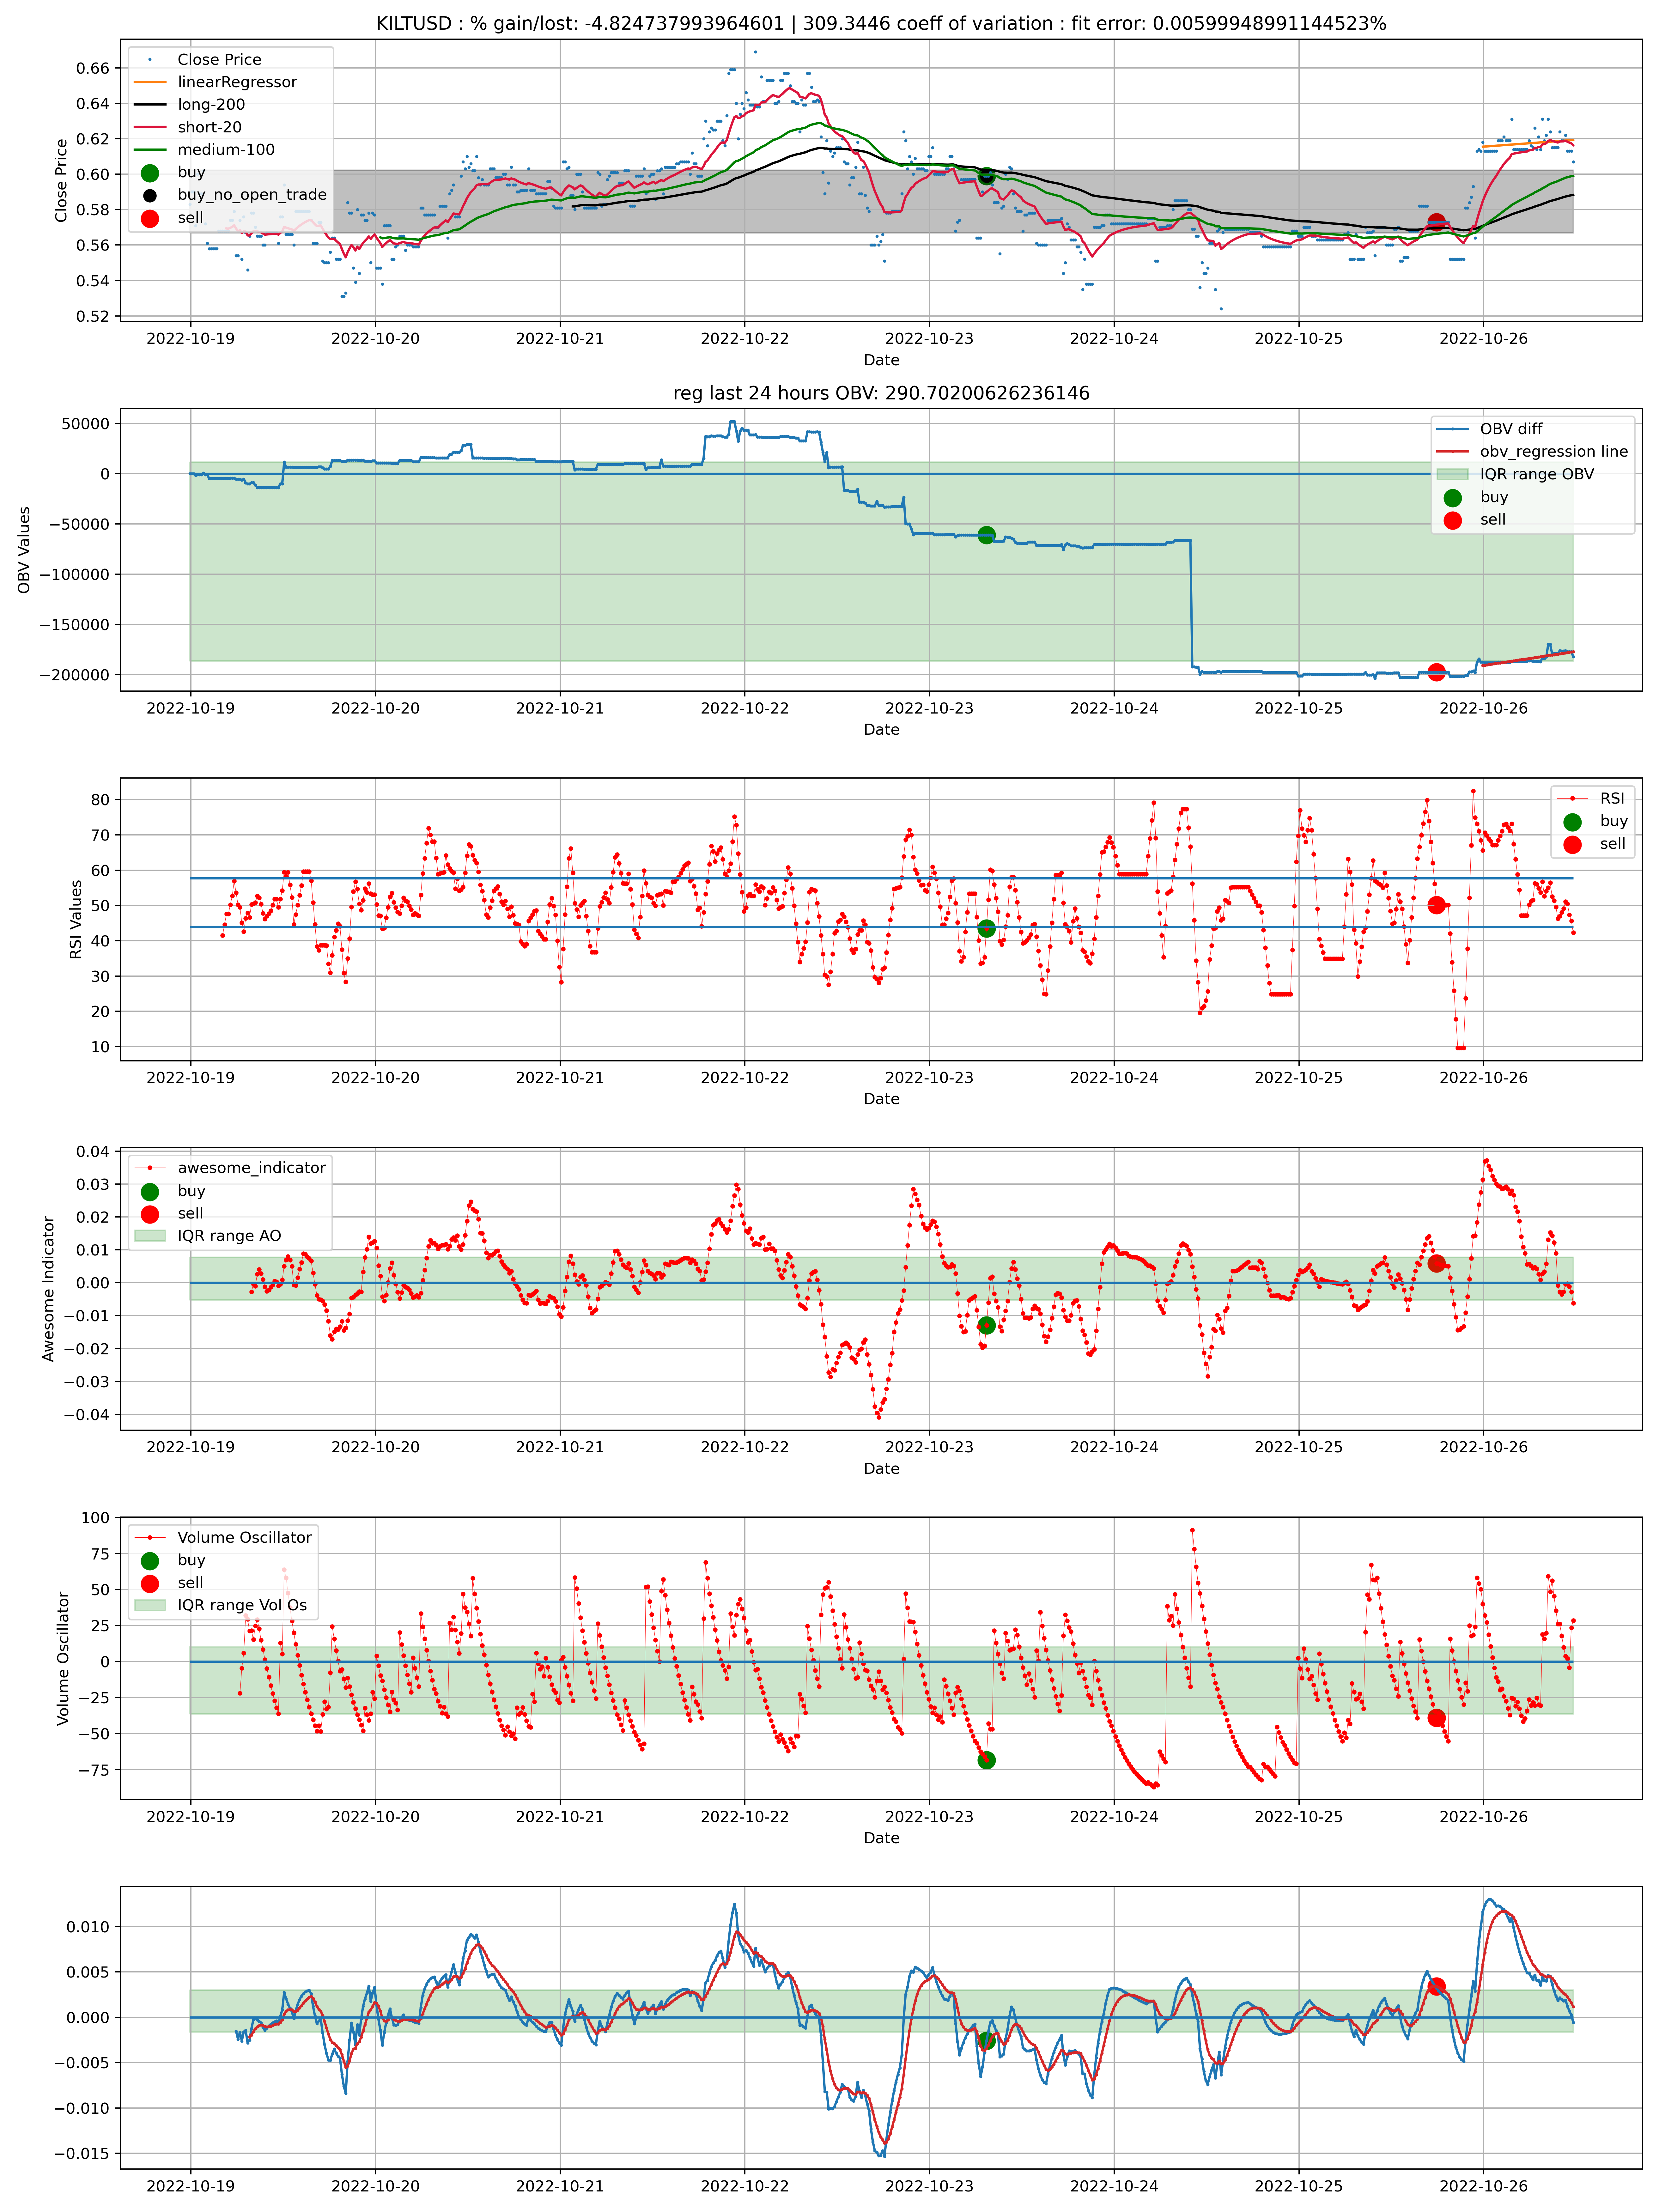 KILTUSD : % gain/lost: -4.824737993964601 | 309.3446 coeff of variation : fit error: 0.00599948991144523%
Close Price
linearRegressor
long-200
short-20
medium-100
buy
buy_no_open_trade
sell
Close Price
0.66
0.64
0.62
0.60
0.58
0.56
0.54
0.52
2022-10-19 2022-10-20 2022-10-21 2022-10-22 2022-10-23 2022-10-24 2022-10-25 2022-10-26
Date
reg last 24 hours OBV: 290.70200626236146
OBV diff
obv_regression line
IQR range OBV
buy
sell
OBV Values
50000
0
−50000
−100000
−150000
−200000
2022-10-19 2022-10-20 2022-10-21 2022-10-22 2022-10-23 2022-10-24 2022-10-25 2022-10-26
Date
RSI
buy
sell
RSI Values
80
70
60
50
40
30
20
10
2022-10-19 2022-10-20 2022-10-21 2022-10-22 2022-10-23 2022-10-24 2022-10-25 2022-10-26
Date
awesome_indicator
buy
sell
IQR range AO
Awesome Indicator
0.04
0.03
0.02
0.01
0.00
−0.01
−0.02
−0.03
−0.04
2022-10-19 2022-10-20 2022-10-21 2022-10-22 2022-10-23 2022-10-24 2022-10-25 2022-10-26
Date
Volume Oscillator
buy
sell
IQR range Vol Os
Volume Oscillator
100
75
50
25
0
−25
−50
−75
2022-10-19 2022-10-20 2022-10-21 2022-10-22 2022-10-23 2022-10-24 2022-10-25 2022-10-26
Date
0.010
0.005
0.000
−0.005
−0.010
−0.015
2022-10-19 2022-10-20 2022-10-21 2022-10-22 2022-10-23 2022-10-24 2022-10-25 2022-10-26